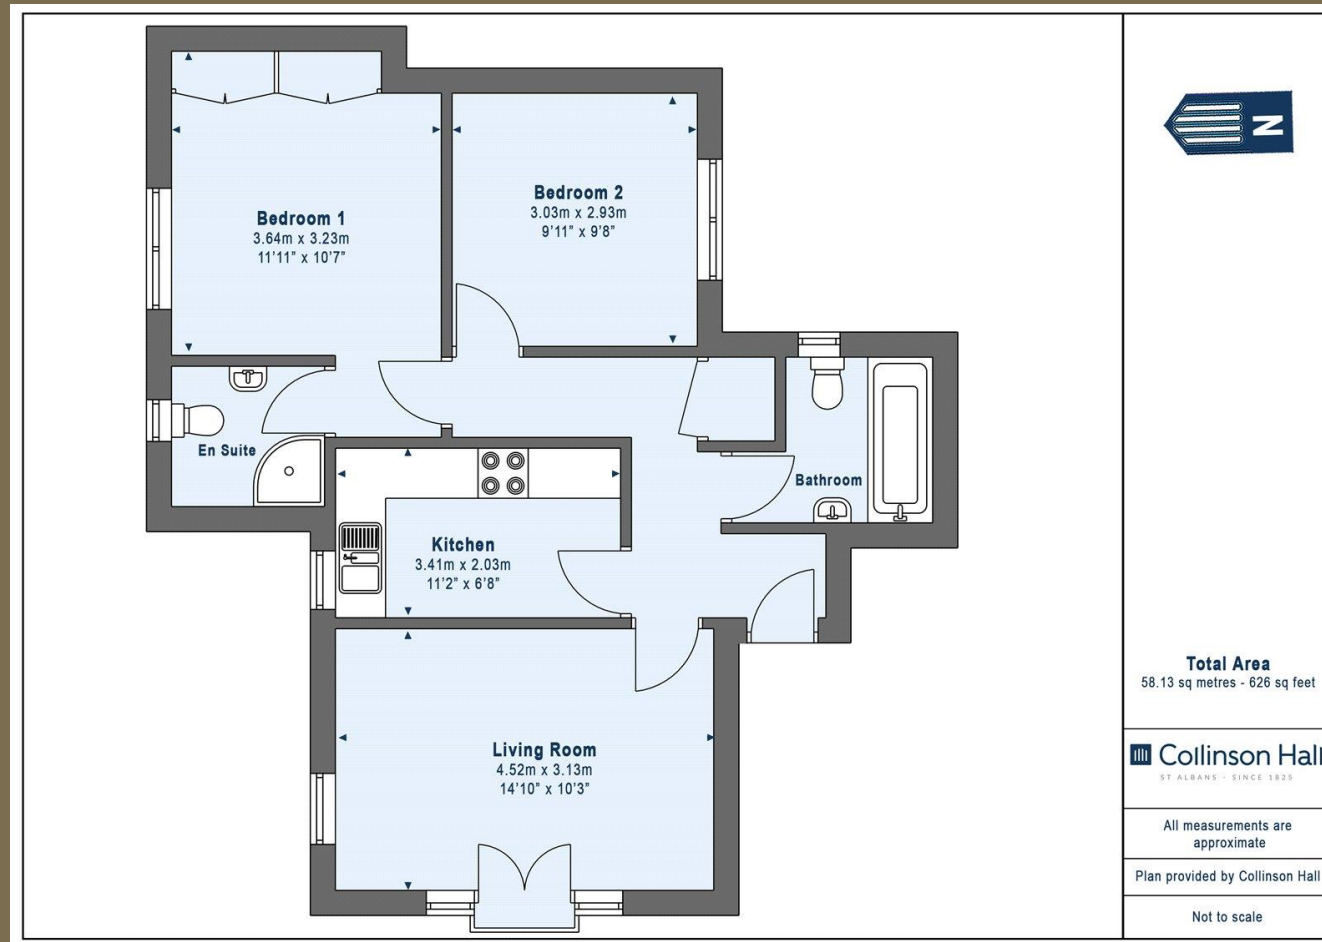 Bedroom 1
3.64m x 3.23m
11'11" x 10'7"
Bedroom 2
3.03m x 2.93m
9'11" x 9'8"
En Suite
Bathroom
Kitchen
3.41m x 2.03m
11'2" x 6'8"
Living Room
4.52m x 3.13m
14'10" x 10'3"
N
Total Area
58.13 sq metres - 626 sq feet
Collinson Hall
ST ALBANS · SINCE 1825
All measurements are
approximate
Plan provided by Collinson Hall
Not to scale